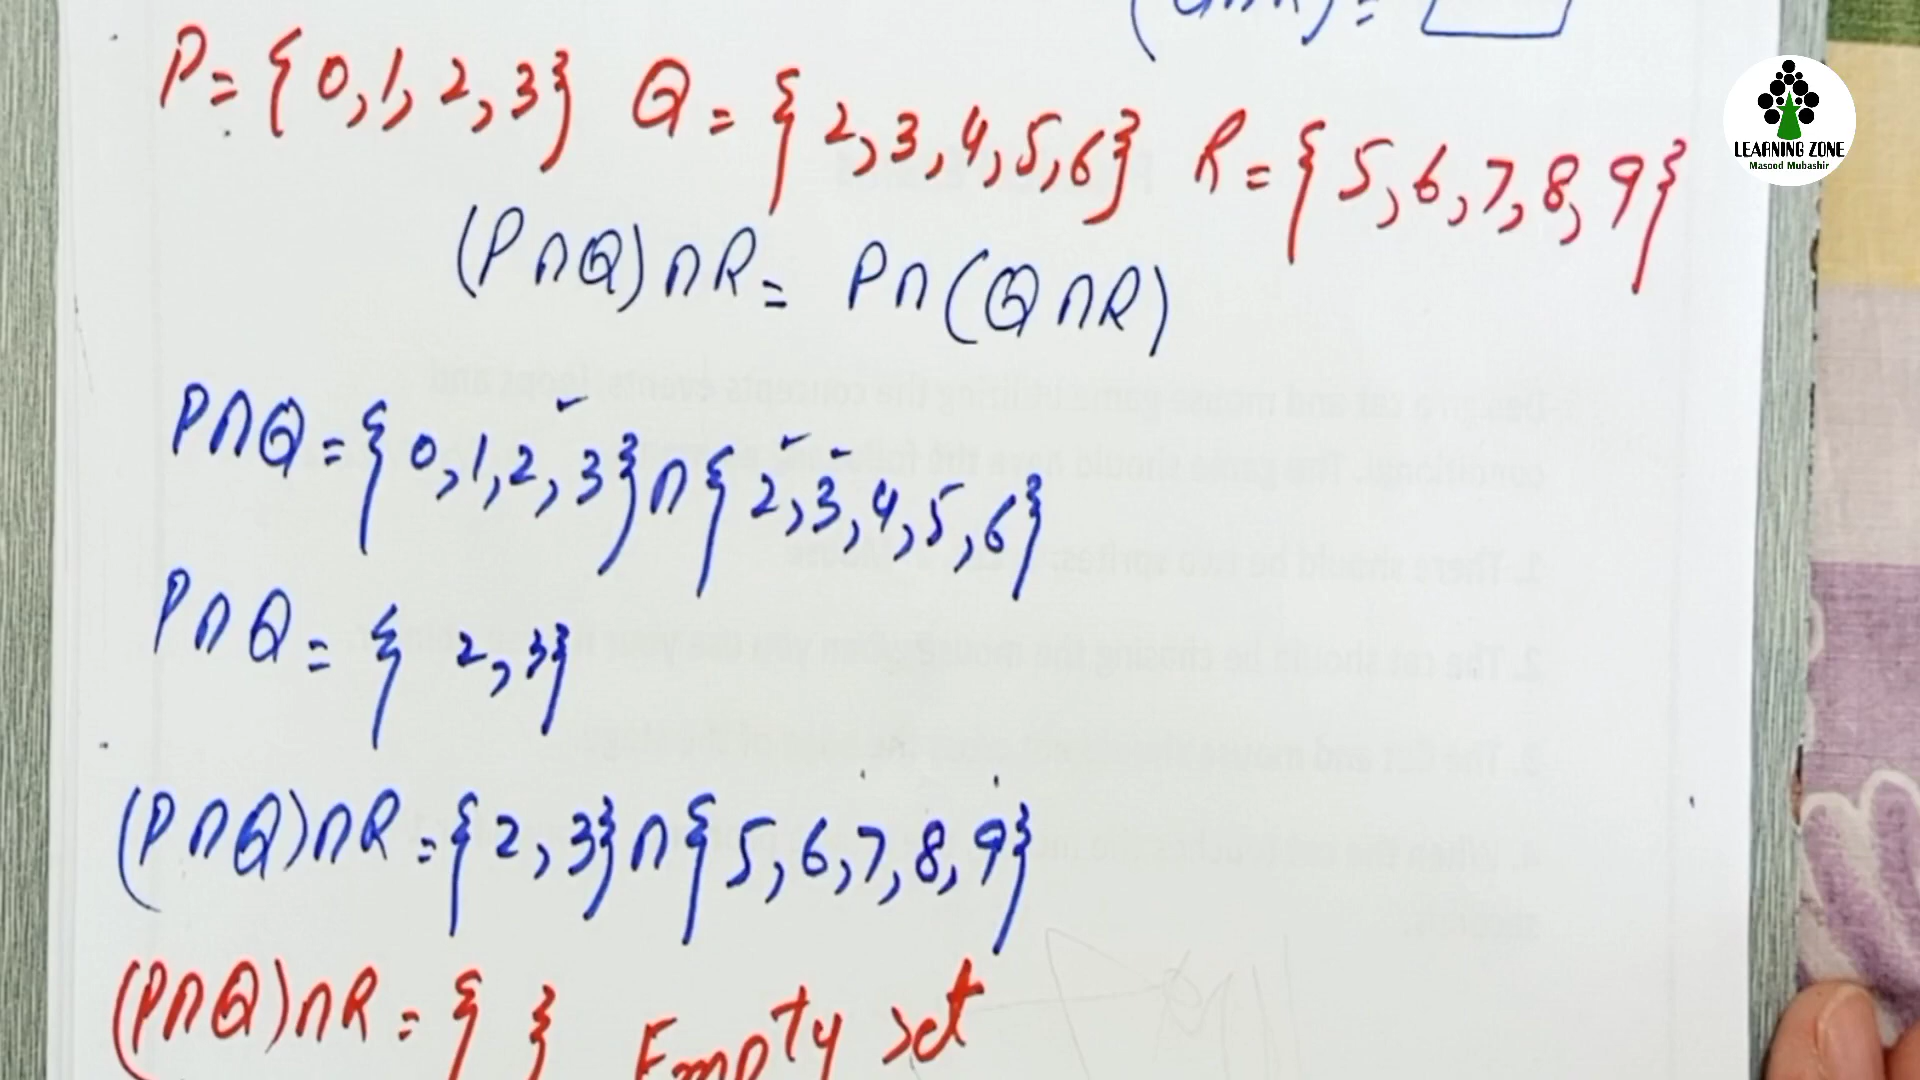 P = { 0, 1, 2, 3} Q = { 2, 3, 4, 5, 6} R = { 5, 6, 7, 8, 9}
(P∩Q)∩R = P∩(Q∩R)
P∩Q = { 0, 1, 2, 3}∩{ 2, 3, 4, 5, 6}
P∩Q = { 2, 3}
(P∩Q)∩R = { 2, 3}∩{ 5, 6, 7, 8, 9}
(P∩Q)∩R = { } Empty set
LEARNING ZONE
Masood Mubashir